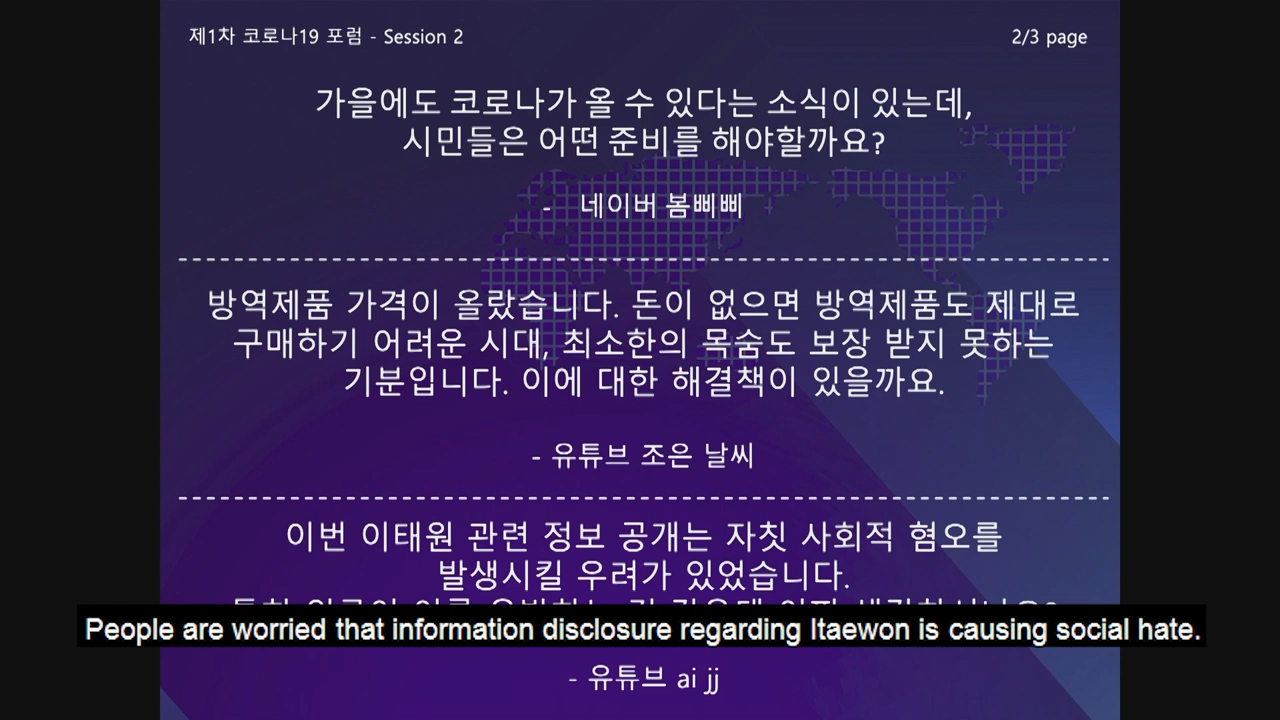 제1차 코로나19 포럼 - Session 2
2/3 page
가을에도 코로나가 올 수 있다는 소식이 있는데,
시민들은 어떤 준비를 해야할까요?
- 네이버 봄삐삐
방역제품 가격이 올랐습니다. 돈이 없으면 방역제품도 제대로
구매하기 어려운 시대, 최소한의 목숨도 보장 받지 못하는
기분입니다. 이에 대한 해결책이 있을까요.
- 유튜브 조은 날씨
이번 이태원 관련 정보 공개는 자칫 사회적 혐오를
발생시킬 우려가 있었습니다.
People are worried that information disclosure regarding Itaewon is causing social hate.
- 유튜브 ai jj